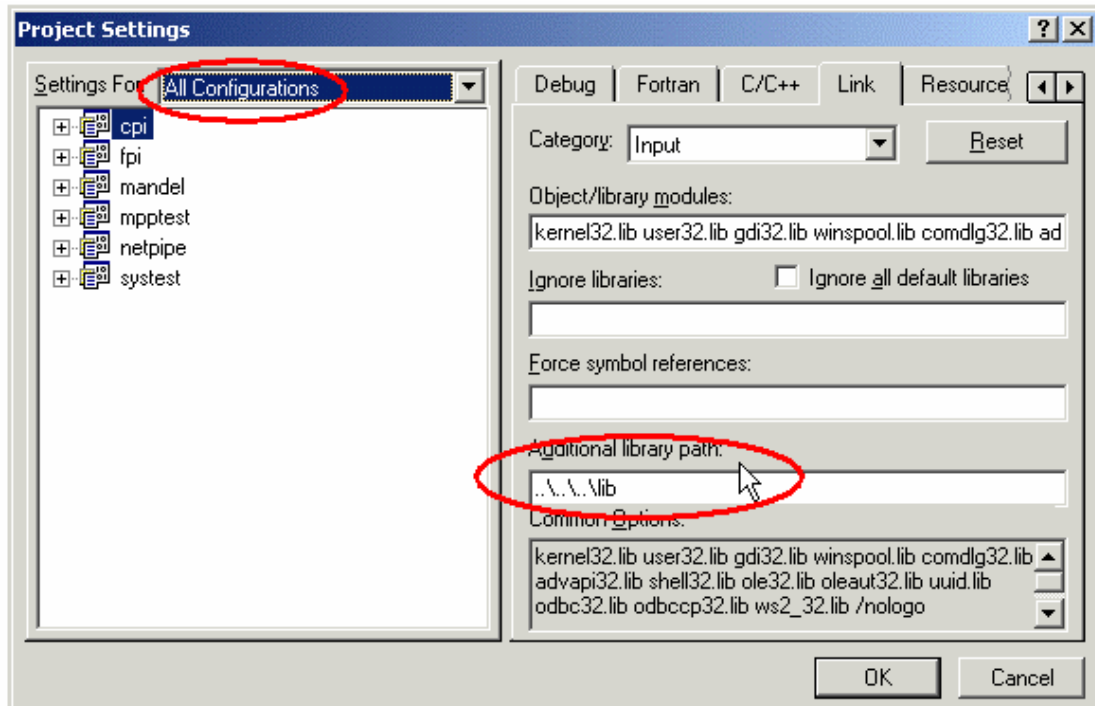 Project Settings
Settings For: All Configurations
cpi
fpi
mandel
mpptest
netpipe
systest
Debug Fortran C/C++ Link Resource
Category: Input Reset
Object/library modules:
kernel32.lib user32.lib gdi32.lib winspool.lib comdlg32.lib ad
Ignore libraries: Ignore all default libraries
Force symbol references:
Additional library path:
..\..\..\lib
Common Options:
kernel32.lib user32.lib gdi32.lib winspool.lib comdlg32.lib
advapi32.lib shell32.lib ole32.lib oleaut32.lib uuid.lib
odbc32.lib odbccp32.lib ws2_32.lib /nologo
OK Cancel